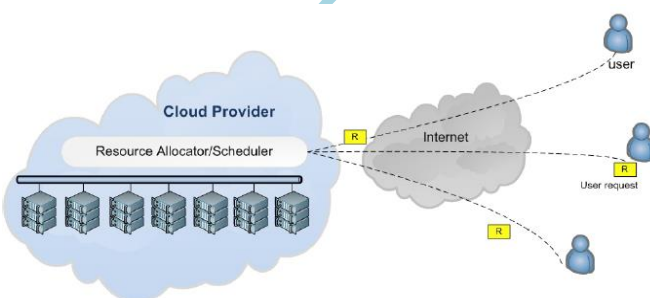 user
Cloud Provider
R
Internet
Resource Allocator/Scheduler
R
User request
R